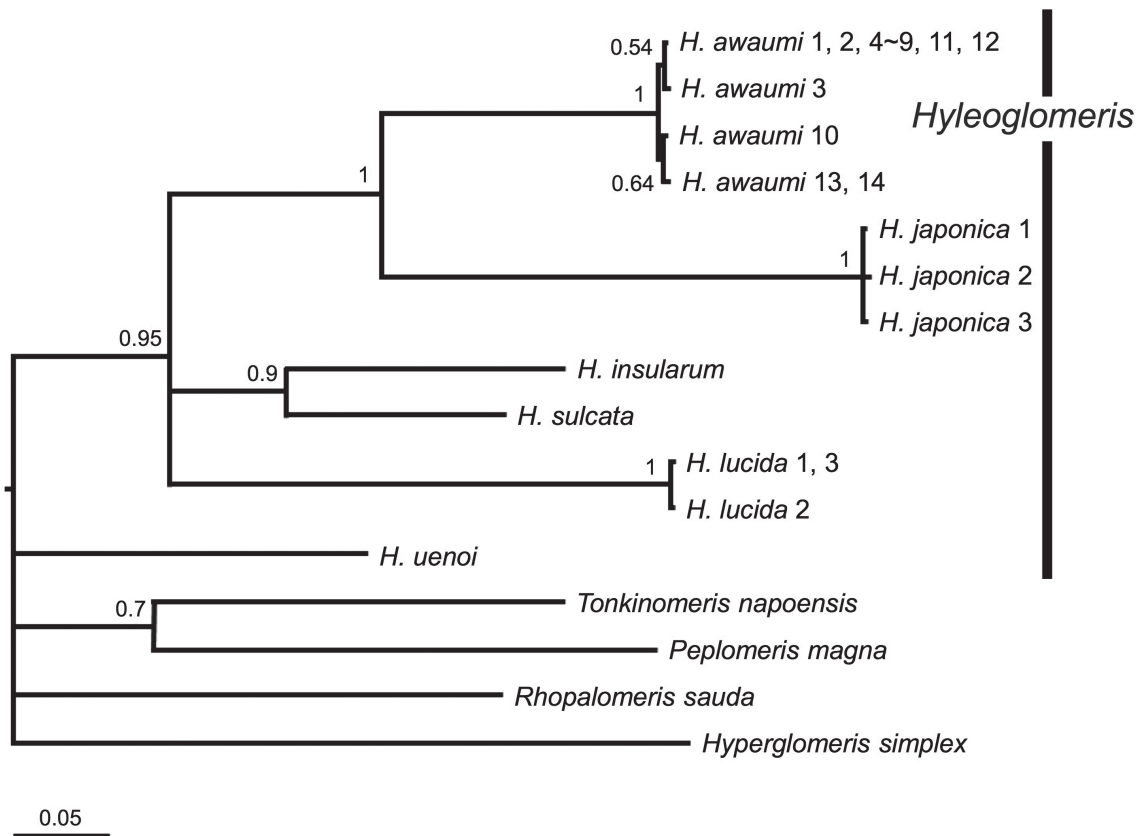 0.54
H. awaumi 1, 2, 4~9, 11, 12
1
H. awaumi 3
Hyleoglomeris
H. awaumi 10
1
0.64
H. awaumi 13, 14
H. japonica 1
1
H. japonica 2
H. japonica 3
0.95
0.9
H. insularum
H. sulcata
1
H. lucida 1, 3
H. lucida 2
H. uenoi
0.7
Tonkinomeris napoensis
Peplomeris magna
Rhopalomeris sauda
Hyperglomeris simplex
0.05